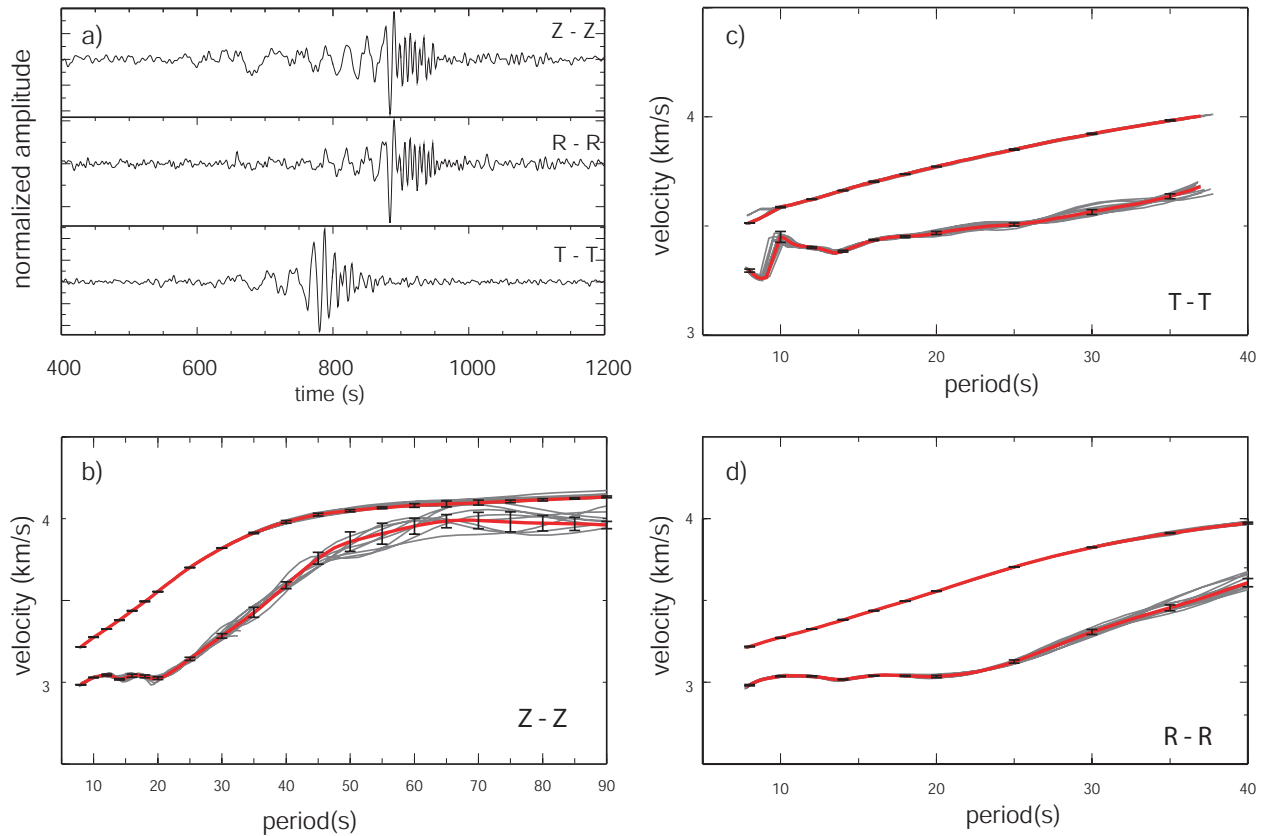 a)
Z - Z
R - R
T - T
normalized amplitude
400 600 800 1000 1200
time (s)
c)
4
3
velocity (km/s)
T - T
10 20 30 40
period(s)
b)
4
3
velocity (km/s)
Z - Z
10 20 30 40 50 60 70 80 90
period(s)
d)
4
3
velocity (km/s)
R - R
10 20 30 40
period(s)